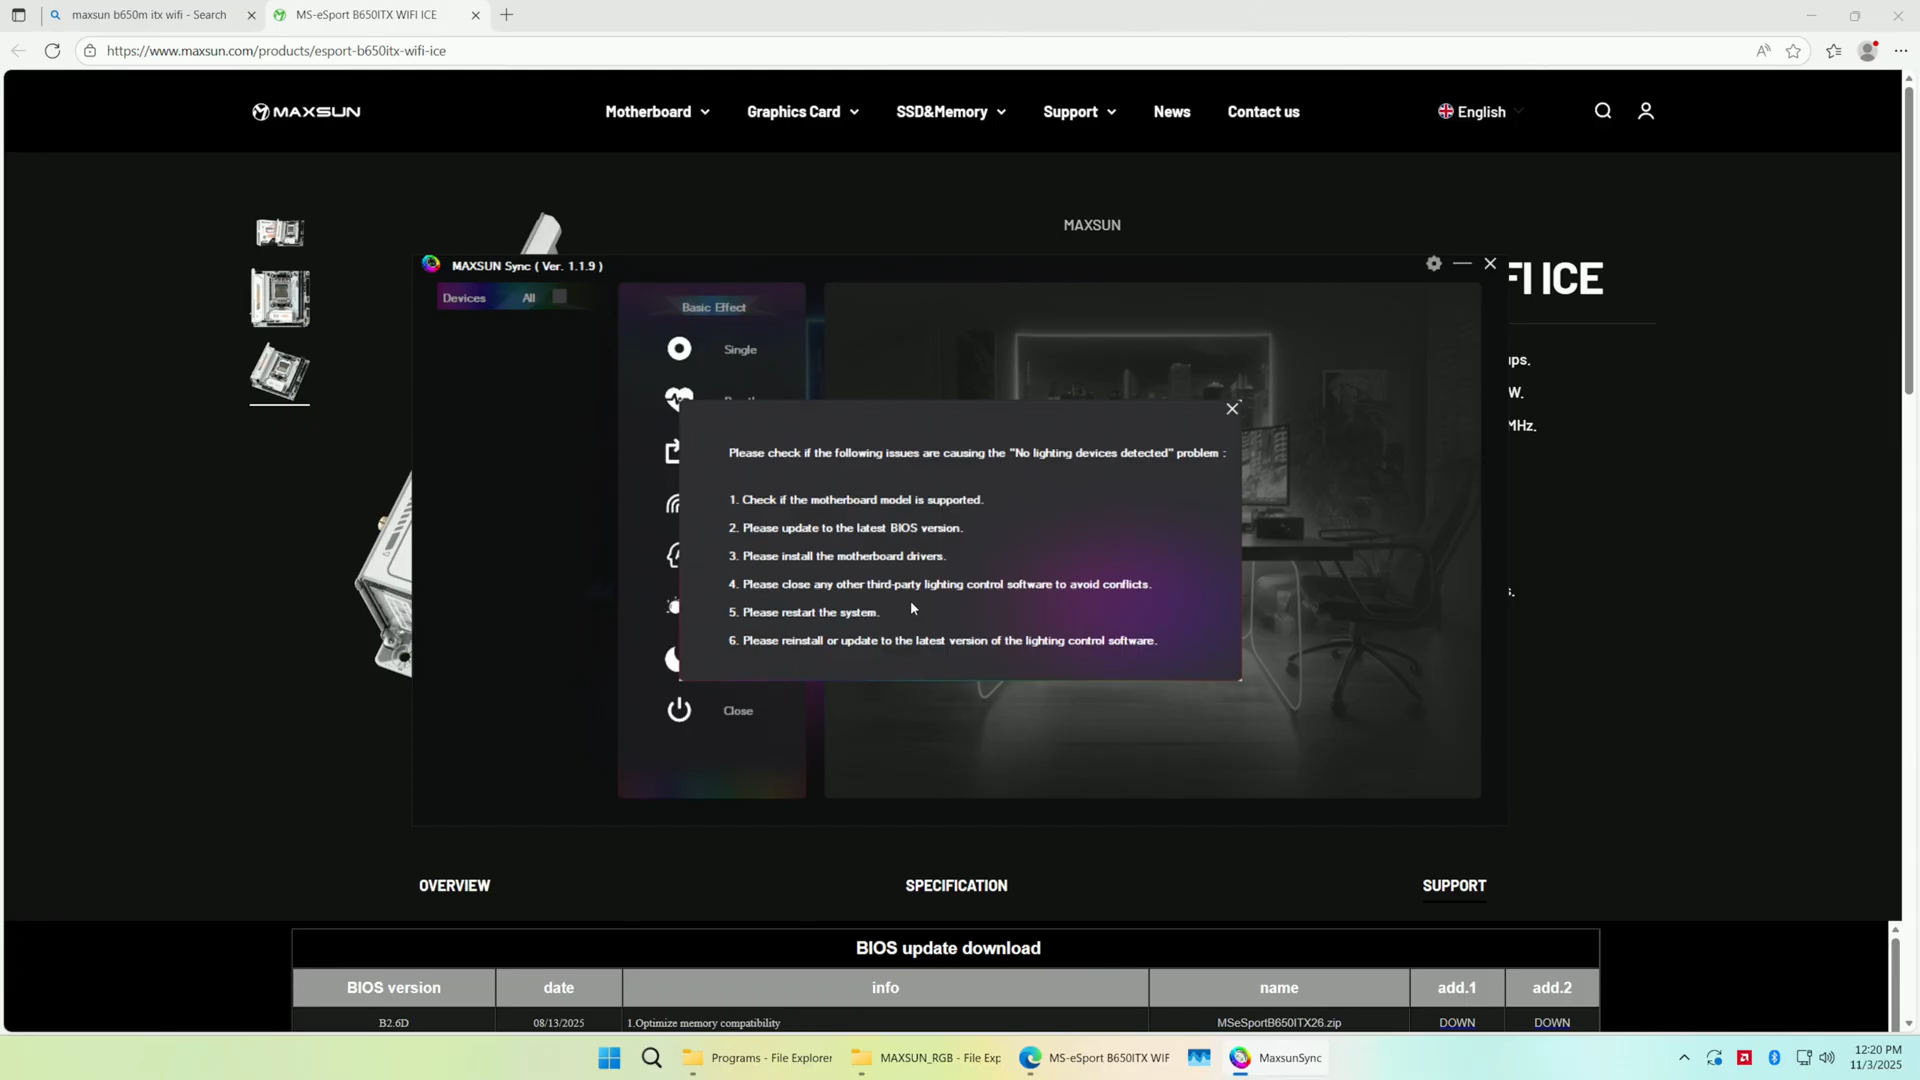 maxsun b650m itx wifi - Search
MS-eSport B650ITX WIFI ICE
https://www.maxsun.com/products/esport-b650itx-wifi-ice
MAXSUN
Motherboard
Graphics Card
SSD&Memory
Support
News
Contact us
English
MAXSUN
FI ICE
MAXSUN Sync ( Ver. 1.1.9 )
Devices All
Basic Effect
Single
ups.
W.
MHz.
Please check if the following issues are causing the "No lighting devices detected" problem :
1. Check if the motherboard model is supported.
2. Please update to the latest BIOS version.
3. Please install the motherboard drivers.
4. Please close any other third-party lighting control software to avoid conflicts.
5. Please restart the system.
6. Please reinstall or update to the latest version of the lighting control software.
s.
Close
OVERVIEW
SPECIFICATION
SUPPORT
BIOS update download
BIOS version date info name add.1 add.2
B2.6D 08/13/2025 1.Optimize memory compatibility MSeSportB650ITX26.zip DOWN DOWN
Programs - File Explorer
MAXSUN_RGB - File Exp
MS-eSport B650ITX WIF
MaxsunSync
12:20 PM
11/3/2025